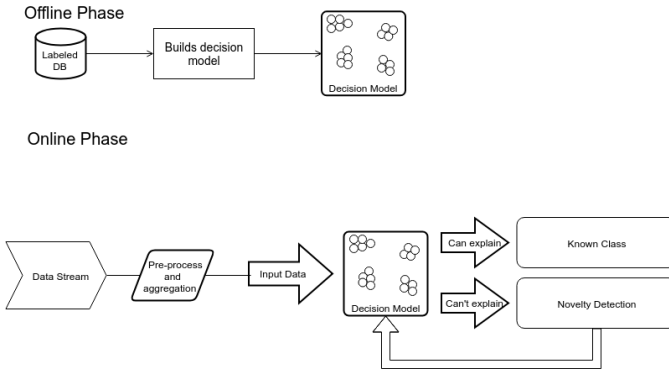 Offline Phase
Labeled
DB
Builds decision
model
Decision Model
Online Phase
Data Stream
Pre-process
and
aggregation
Input Data
Decision Model
Can explain
Known Class
Can't explain
Novelty Detection